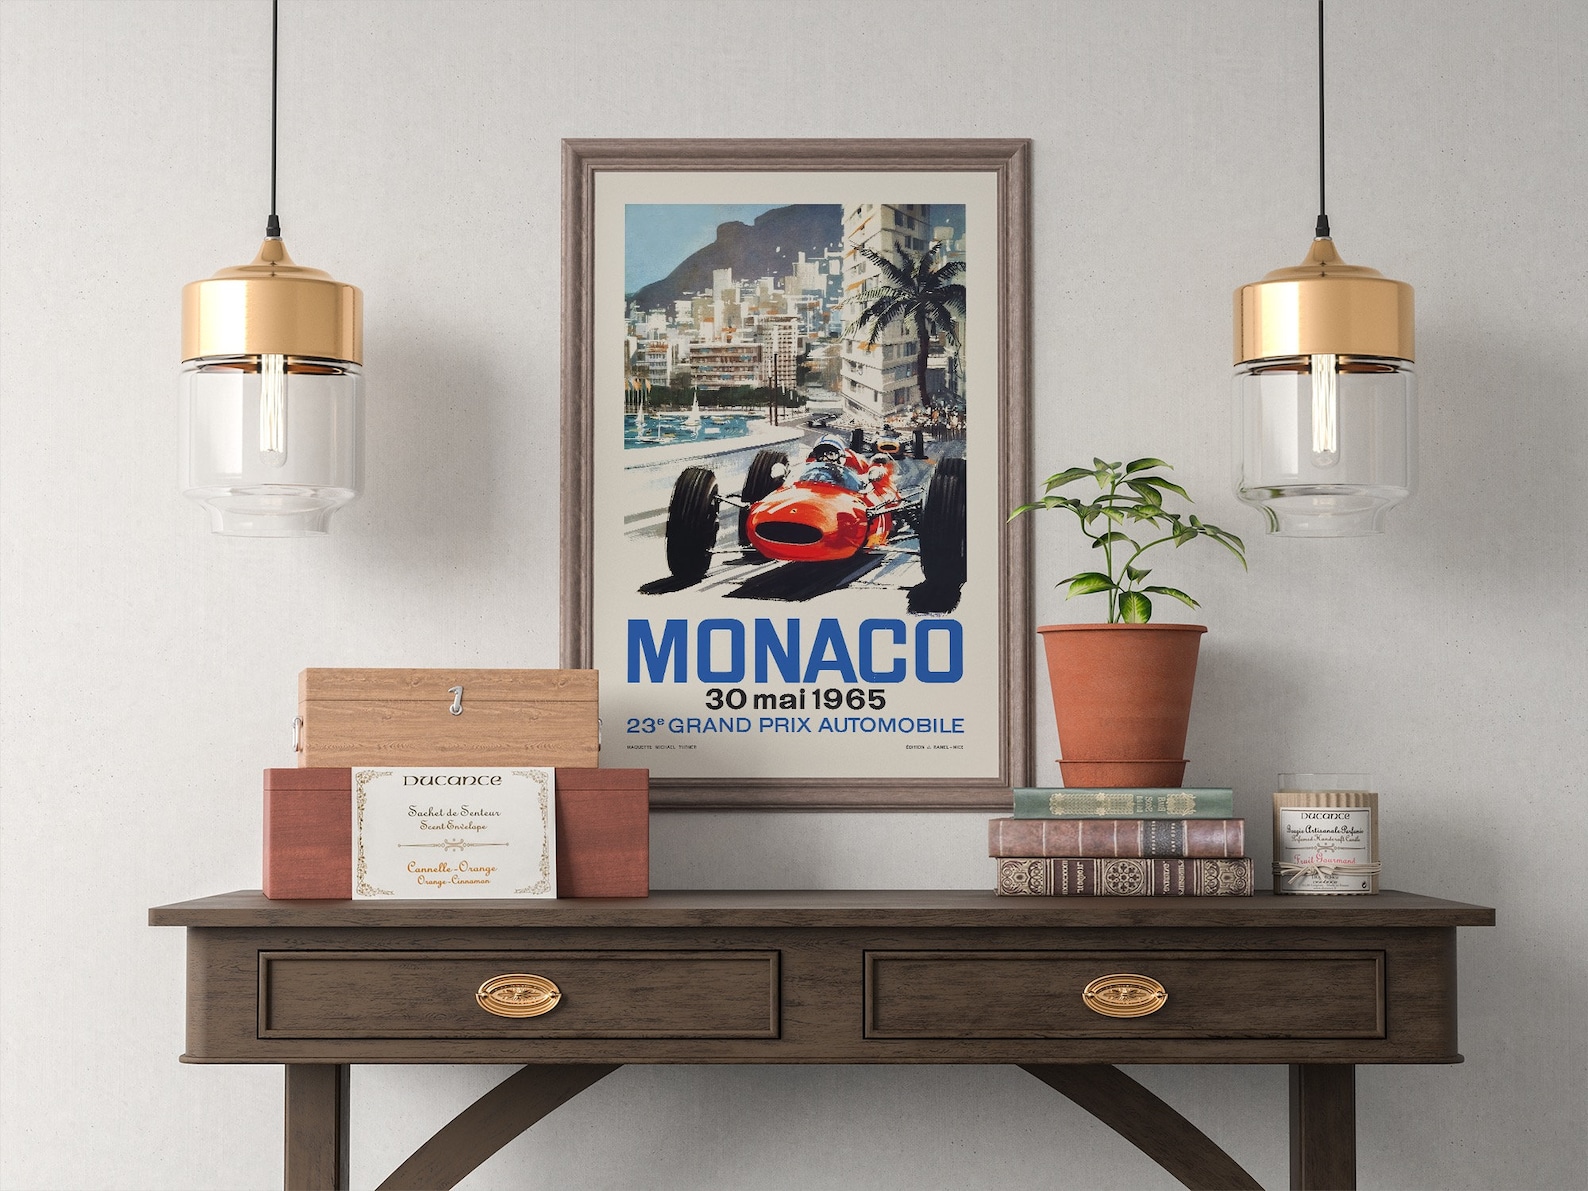 MONACO
30 mai 1965
23e GRAND PRIX AUTOMOBILE
MAQUETTE MICHAEL TURNER
ÉDITION J. RAMEL - NICE
DUCANCE
Sachet de Senteur
Scent Envelope
Cannelle - Orange
Orange - Cinnamon
DUCANCE
Bougie Artisanale Parfumée
Perfumed Handcraft Candle
Fruit Gourmand